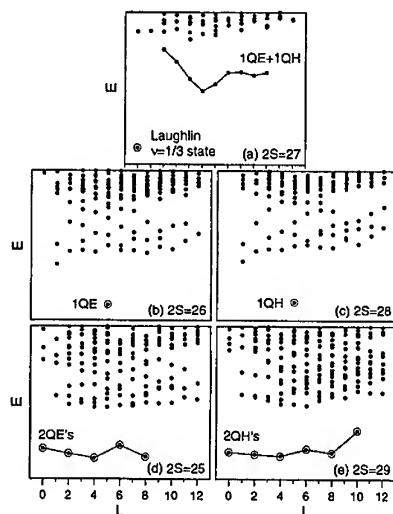 E
1QE+1QH
Laughlin
ν=1/3 state
(a) 2S=27
E
1QE
(b) 2S=26
1QH
(c) 2S=28
E
2QE's
(d) 2S=25
2QH's
(e) 2S=29
0 2 4 6 8 10 12
0 2 4 6 8 10 12
L
L